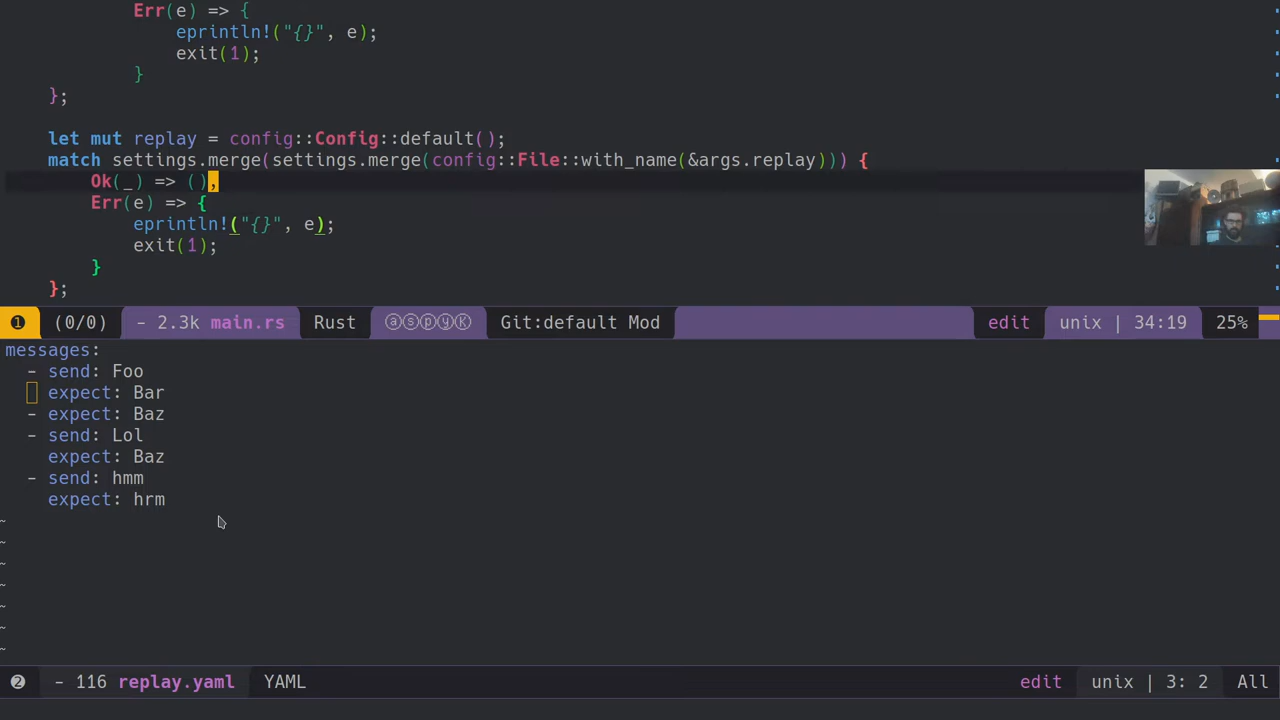 Err(e) => {
eprintln!("{}", e);
exit(1);
}
};
let mut replay = config::Config::default();
match settings.merge(settings.merge(config::File::with_name(&args.replay))) {
Ok(_) => (),
Err(e) => {
eprintln!("{}", e);
exit(1);
}
};
❶ (0/0) - 2.3k main.rs Rust ⓐⓢⓟⓨⓀ Git:default Mod edit unix | 34:19 25%
messages:
- send: Foo
expect: Bar
- expect: Baz
- send: Lol
expect: Baz
- send: hmm
expect: hrm
~
~
~
~
~
~
~
❷ - 116 replay.yaml YAML edit unix | 3: 2 All